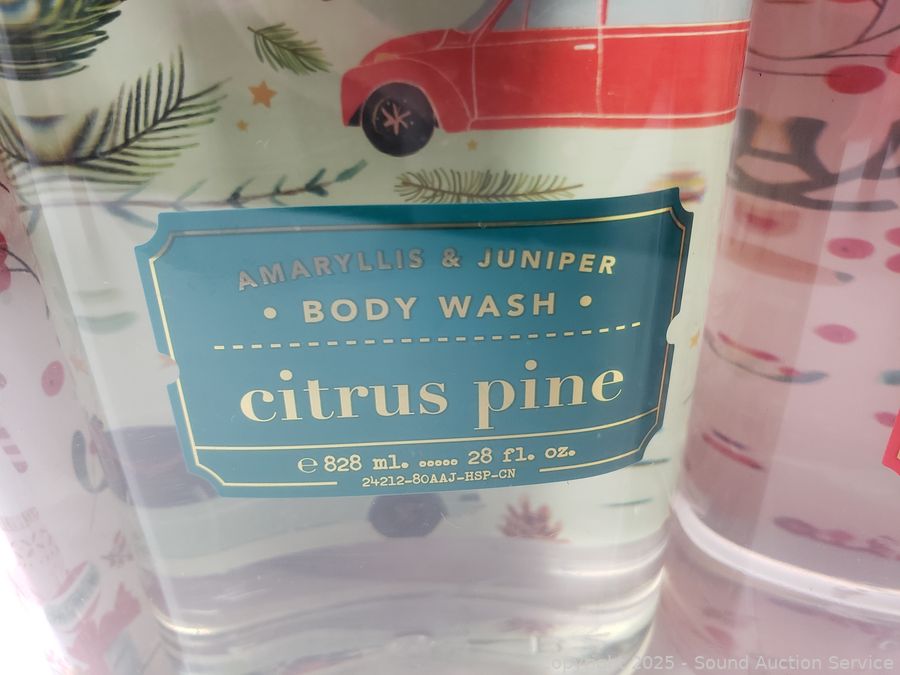 AMARYLLIS & JUNIPER
• BODY WASH •
citrus pine
℮ 828 ml. ..... 28 fl. oz.
24212-80AAJ-HSP-CN
opyright 2025 - Sound Auction Service